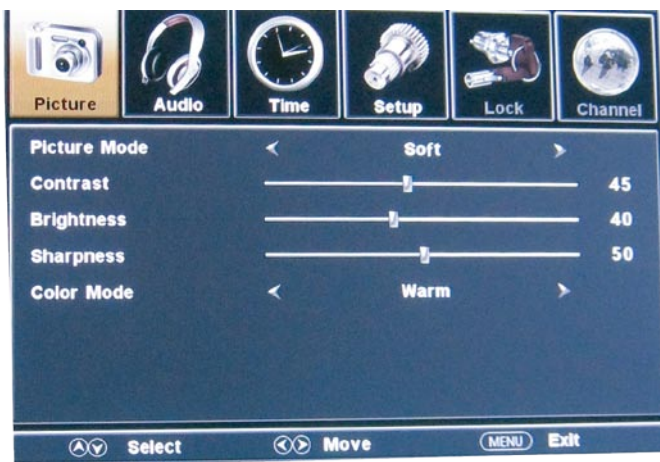 Picture Audio Time Setup Lock Channel
Picture Mode Soft
Contrast 45
Brightness 40
Sharpness 50
Color Mode Warm
Select Move MENU Exit